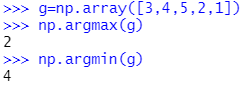 >>> g=np.array([3,4,5,2,1])
>>> np.argmax(g)
2
>>> np.argmin(g)
4